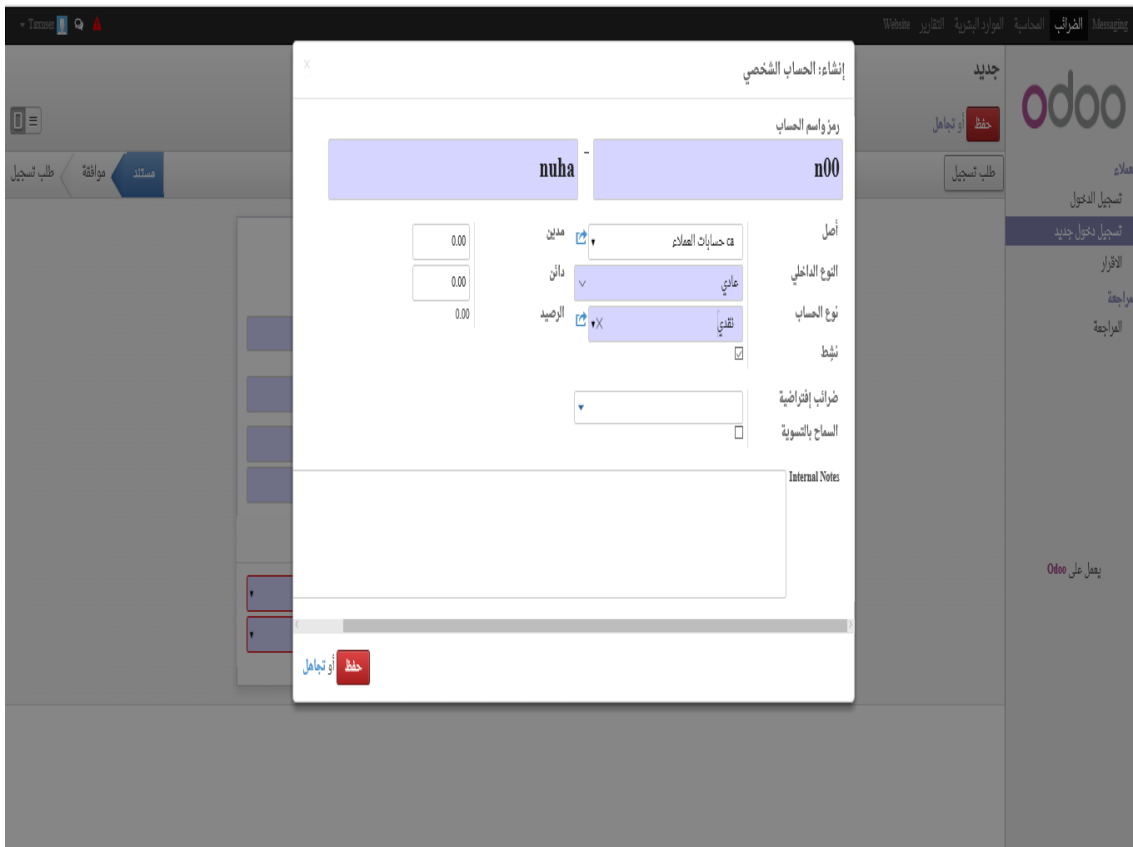 Messaging الضرائب المحاسبة الموارد البشرية التقارير Website
Taxuser
odoo
عملاء
تسجيل الدخول
تسجيل دخول جديد
الاقرار
مراجعة
المراجعة
يعمل على Odoo
جديد
حفظ أو تجاهل
طلب تسجيل
مستند
موافقة
طلب تسجيل
إنشاء: الحساب الشخصي
x
رمز واسم الحساب
n00 - nuha
أصل ca حسابات العملاء
مدين 0.00
النوع الداخلي عادي
دائن 0.00
نوع الحساب نقدي
الرصيد 0.00
نشط
ضرائب إفتراضية
السماح بالتسوية
Internal Notes
حفظ أو تجاهل